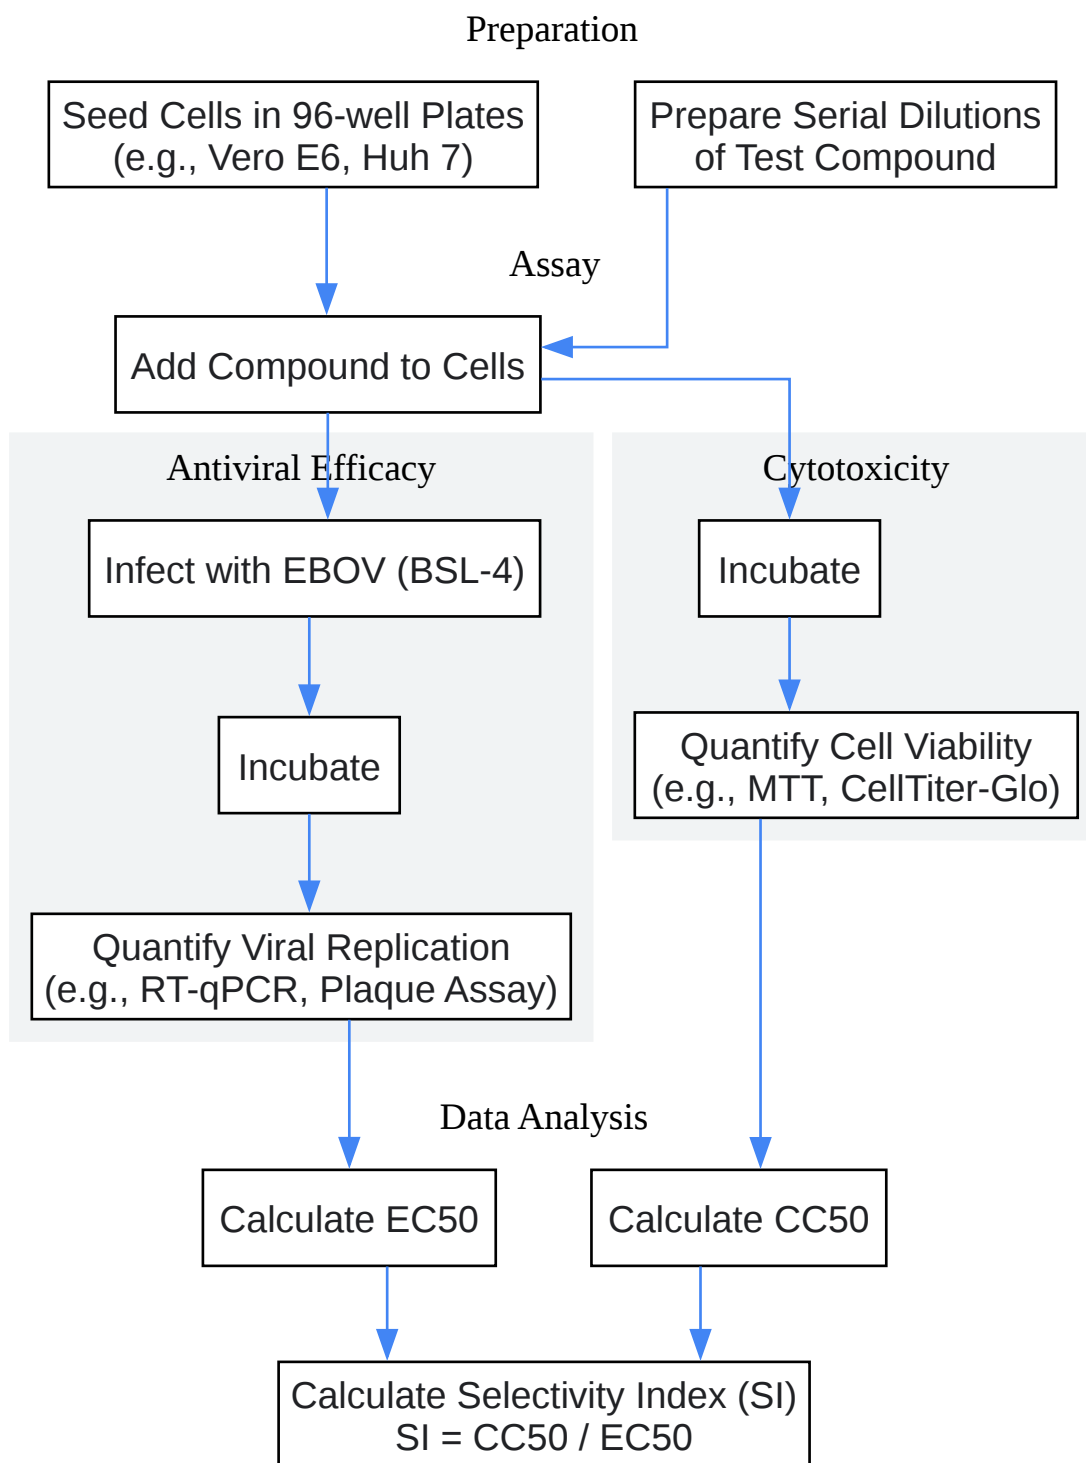 Preparation
Seed Cells in 96-well Plates
(e.g., Vero E6, Huh 7)
Prepare Serial Dilutions
of Test Compound
Assay
Add Compound to Cells
Antiviral Efficacy
Cytotoxicity
Infect with EBOV (BSL-4)
Incubate
Incubate
Quantify Cell Viability
(e.g., MTT, CellTiter-Glo)
Quantify Viral Replication
(e.g., RT-qPCR, Plaque Assay)
Data Analysis
Calculate EC50
Calculate CC50
Calculate Selectivity Index (SI)
SI = CC50 / EC50